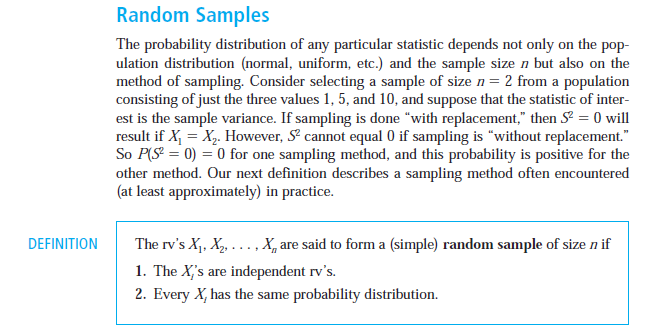 Random Samples
The probability distribution of any particular statistic depends not only on the pop-
ulation distribution (normal, uniform, etc.) and the sample size n but also on the
method of sampling. Consider selecting a sample of size n = 2 from a population
consisting of just the three values 1, 5, and 10, and suppose that the statistic of inter-
est is the sample variance. If sampling is done “with replacement,” then S² = 0 will
result if X₁ = X₂. However, S² cannot equal 0 if sampling is “without replacement.”
So P(S² = 0) = 0 for one sampling method, and this probability is positive for the
other method. Our next definition describes a sampling method often encountered
(at least approximately) in practice.
DEFINITION
The rv’s X₁, X₂, . . . , Xₙ are said to form a (simple) random sample of size n if
1. The Xᵢ’s are independent rv’s.
2. Every Xᵢ has the same probability distribution.